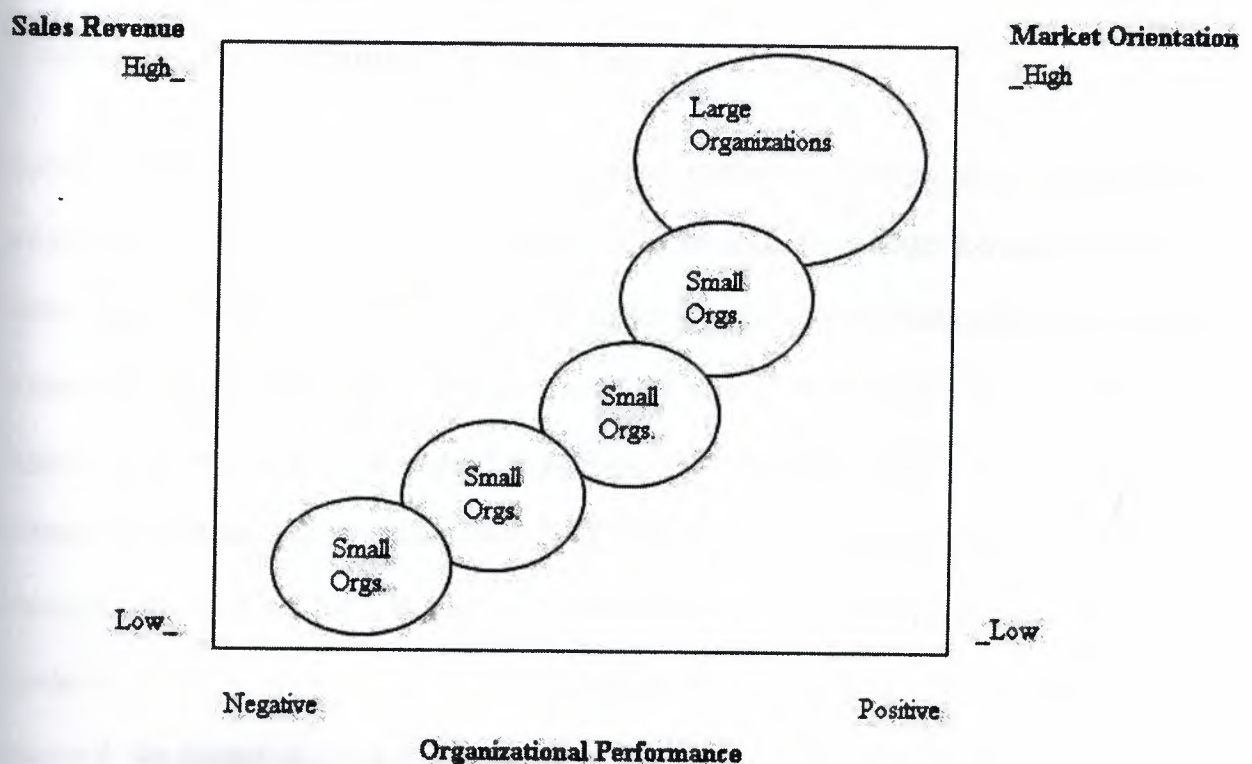 Sales Revenue
Market Orientation
High_
_High
Large
Organizations
Small
Orgs.
Small
Orgs.
Small
Orgs.
Small
Orgs.
Low_
_Low
Negative
Positive
Organizational Performance